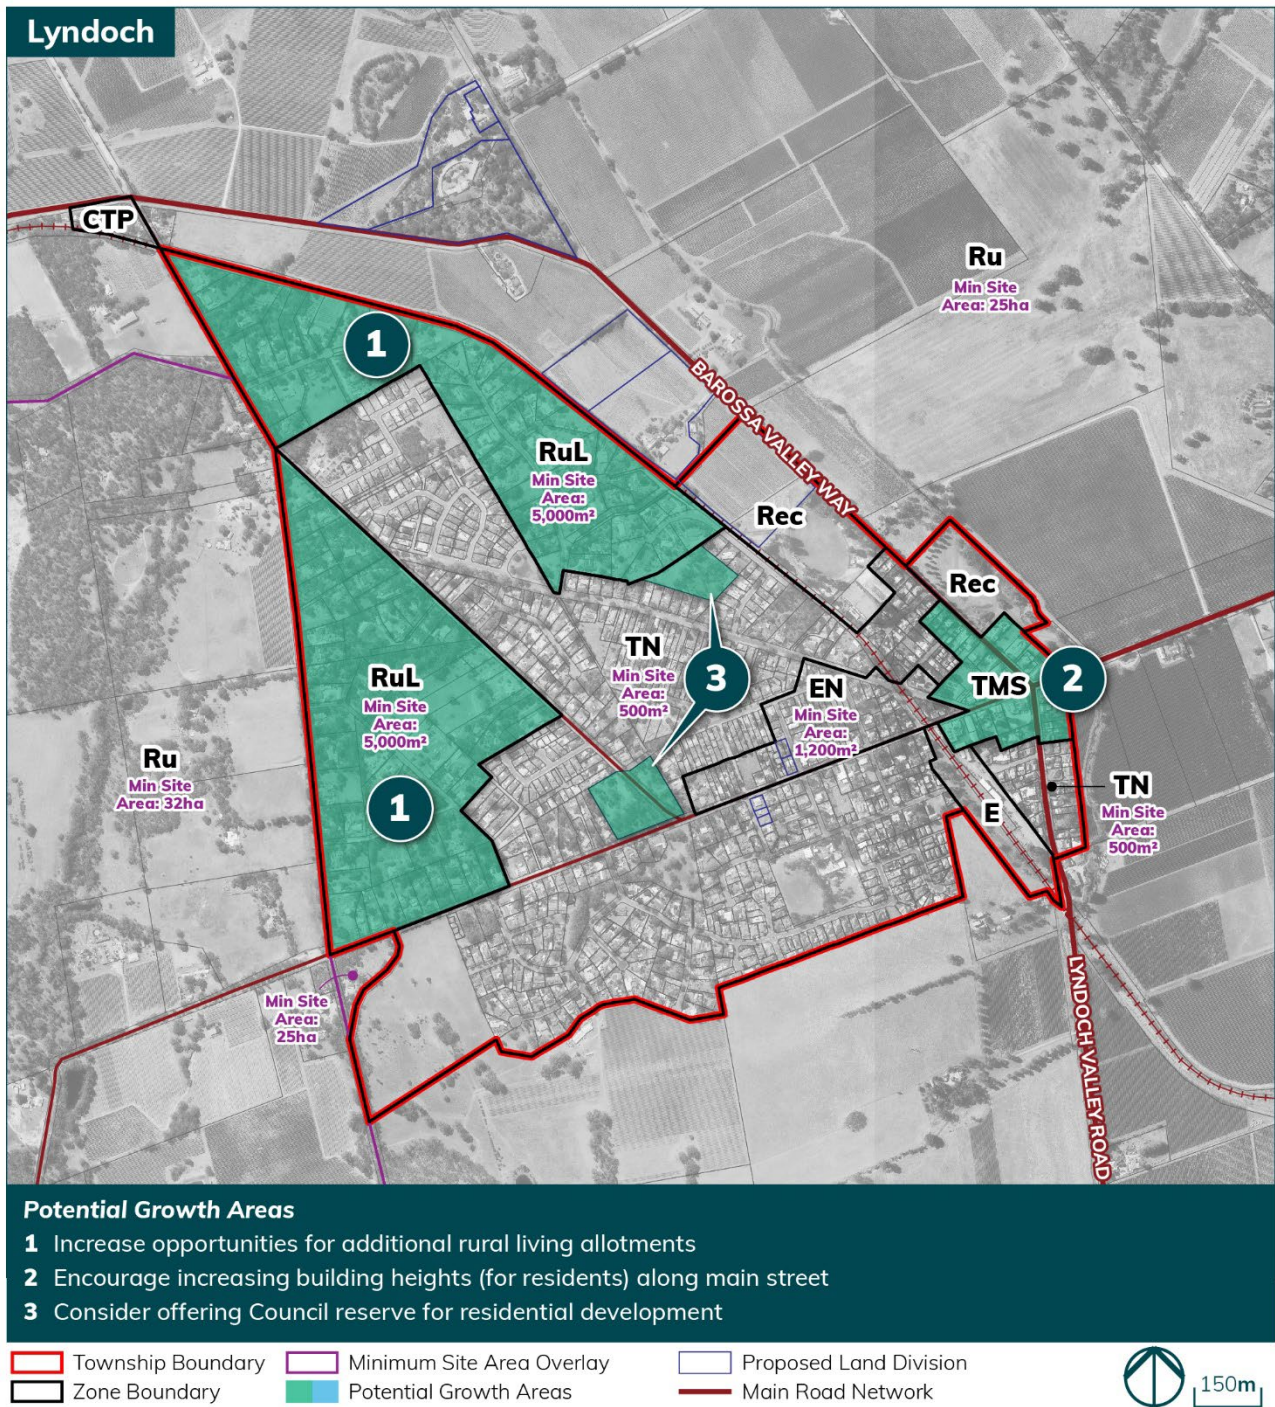 Lyndoch
CTP
1
Ru
Min Site
Area: 25ha
BAROSSA VALLEY WAY
RuL
Min Site
Area:
5,000m²
Rec
Rec
TN
Min Site
Area:
500m²
3
EN
Min Site
Area:
1,200m²
TMS
2
RuL
Min Site
Area:
5,000m²
1
Ru
Min Site
Area: 32ha
E
TN
Min Site
Area:
500m²
Min Site
Area:
25ha
LYNDOCH VALLEY ROAD
Potential Growth Areas
1 Increase opportunities for additional rural living allotments
2 Encourage increasing building heights (for residents) along main street
3 Consider offering Council reserve for residential development
Township Boundary
Minimum Site Area Overlay
Proposed Land Division
Zone Boundary
Potential Growth Areas
Main Road Network
150m